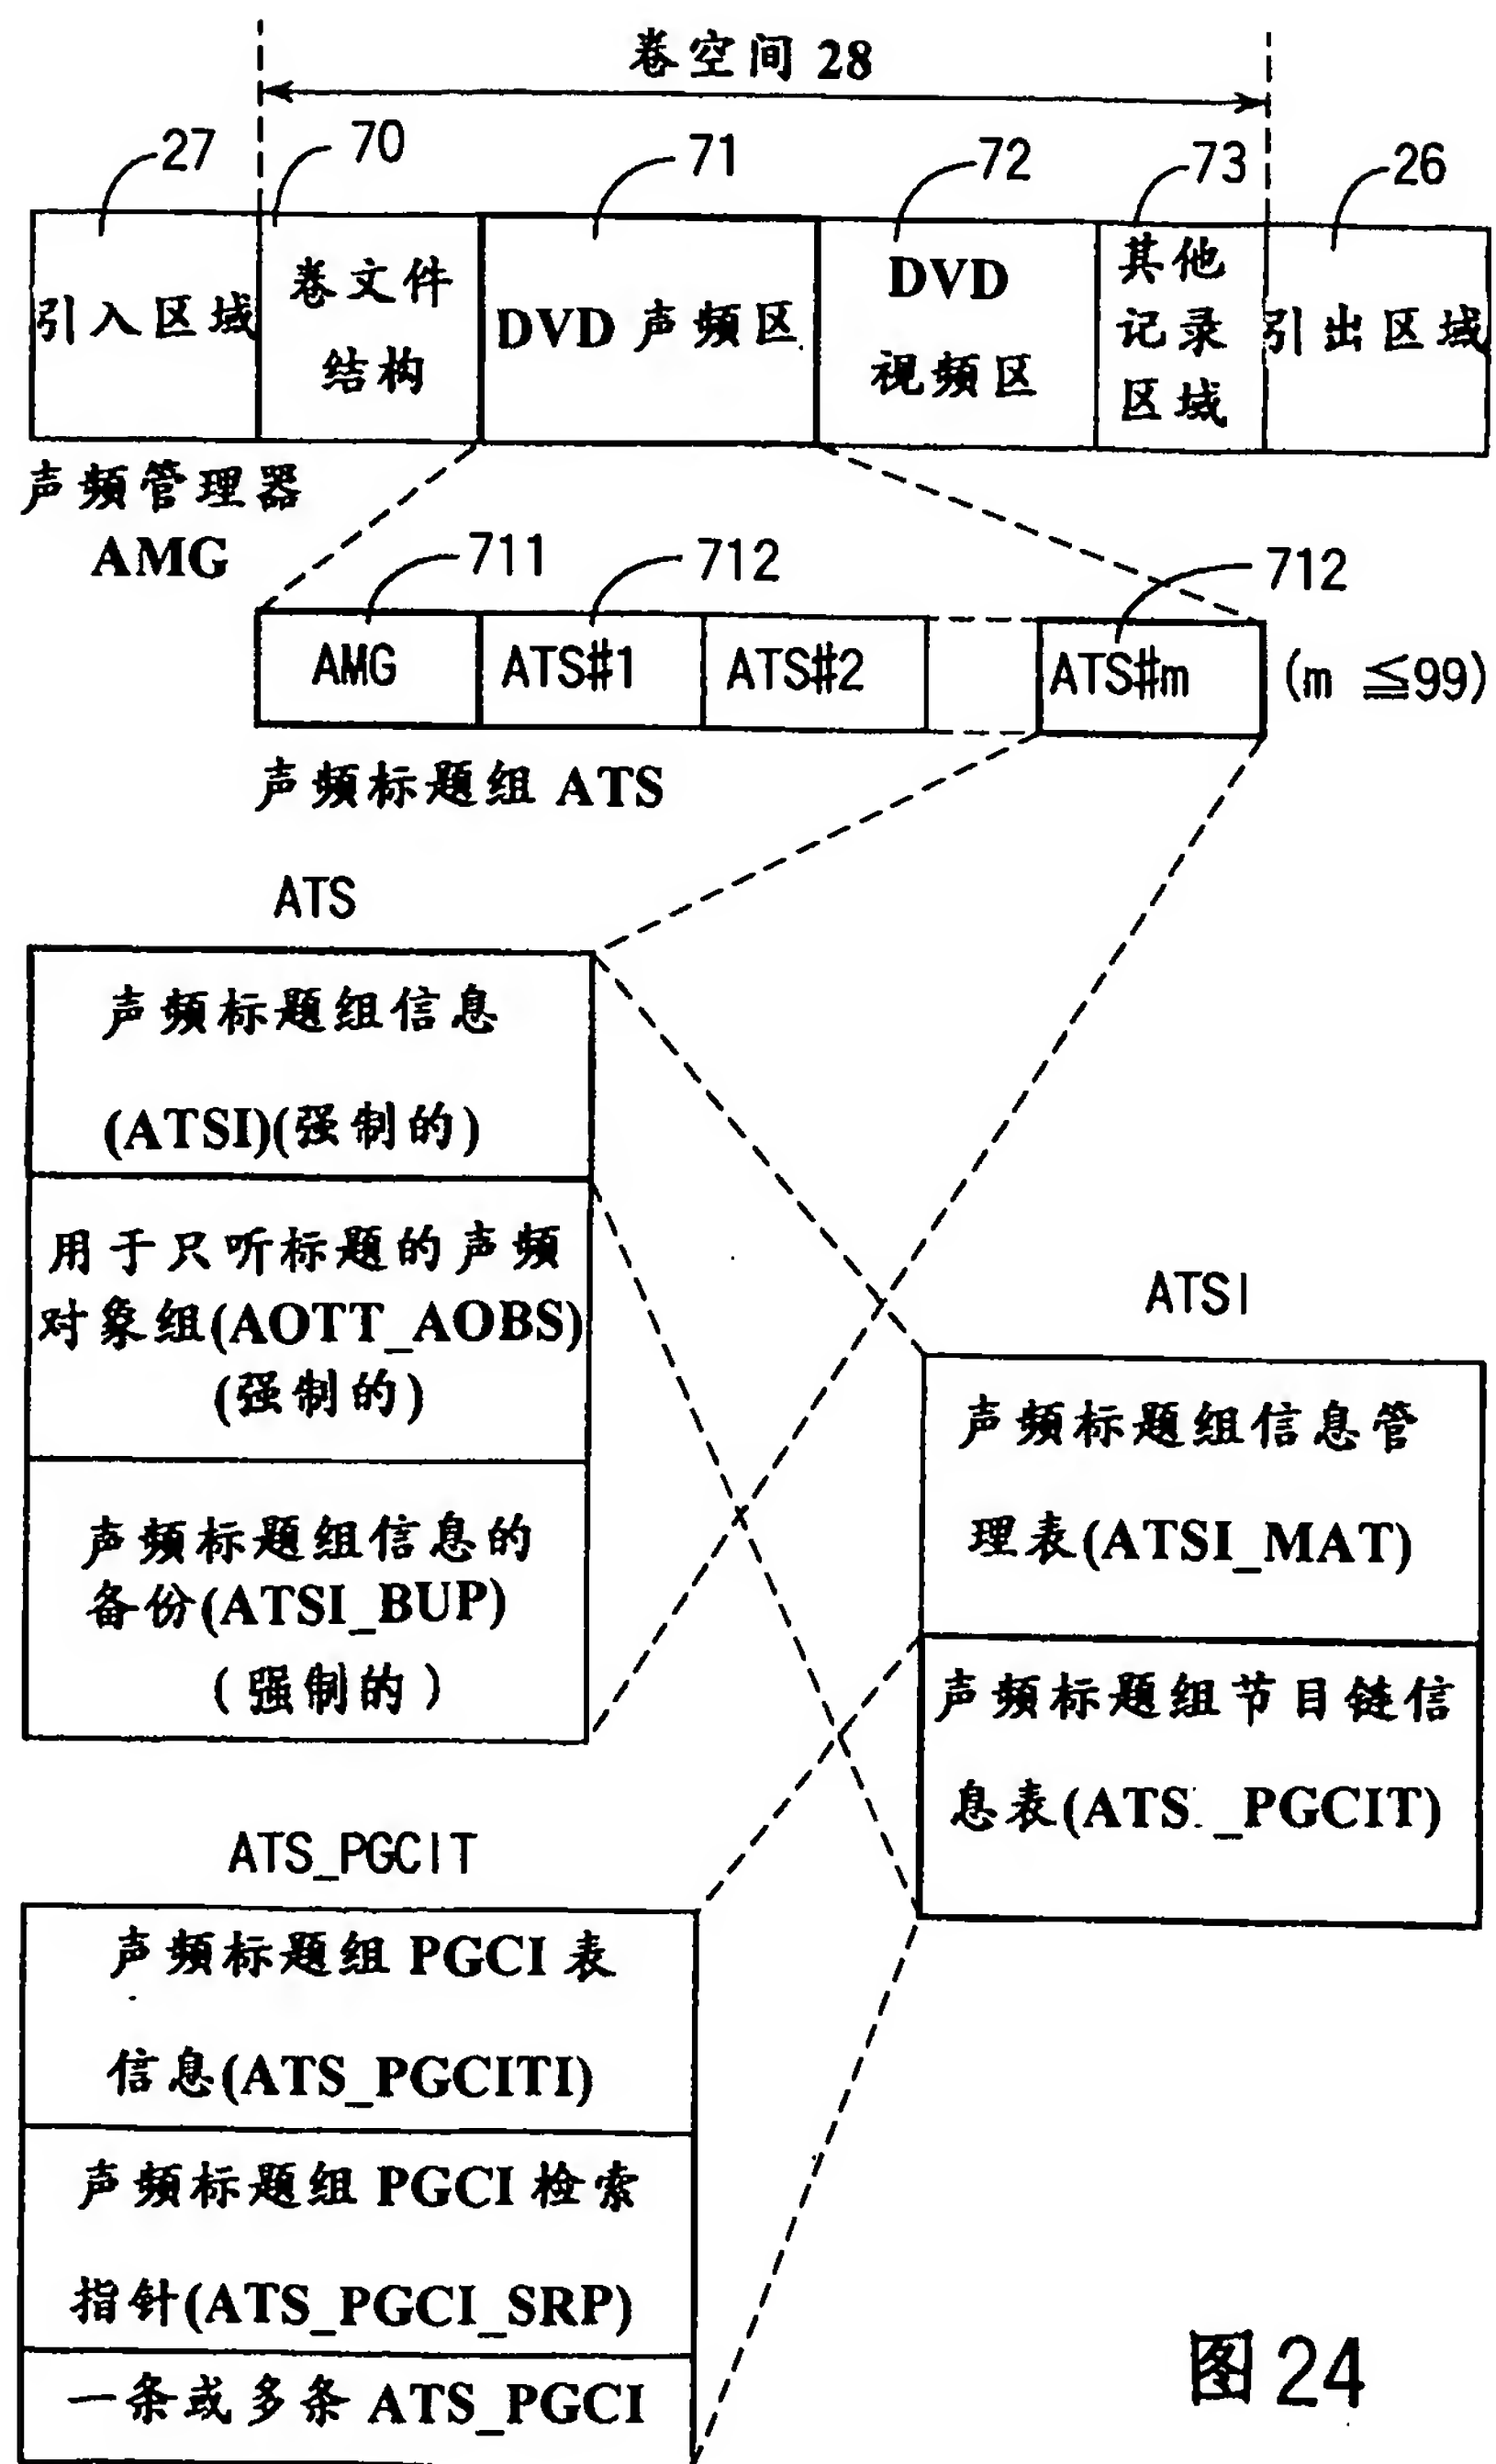 卷空间 28
27
70
71
72
73
26
引入区域
卷文件
结构
DVD 声频区
DVD
视频区
其他
记录
区域
引出区域
声频管理器
AMG
711
712
712
AMG
ATS#1
ATS#2
ATS#m
(m ≦99)
声频标题组 ATS
ATS
声频标题组信息
(ATSI)(强制的)
用于只听标题的声频
对象组(AOTT_AOBS)
(强制的)
声频标题组信息的
备份(ATSI_BUP)
(强制的)
ATSI
声频标题组信息管
理表(ATSI_MAT)
声频标题组节目链信
息表(ATS_PGCIT)
ATS_PGCIT
声频标题组 PGCI 表
信息(ATS_PGCITI)
声频标题组 PGCI 检索
指针(ATS_PGCI_SRP)
一条或多条 ATS_PGCI
图24